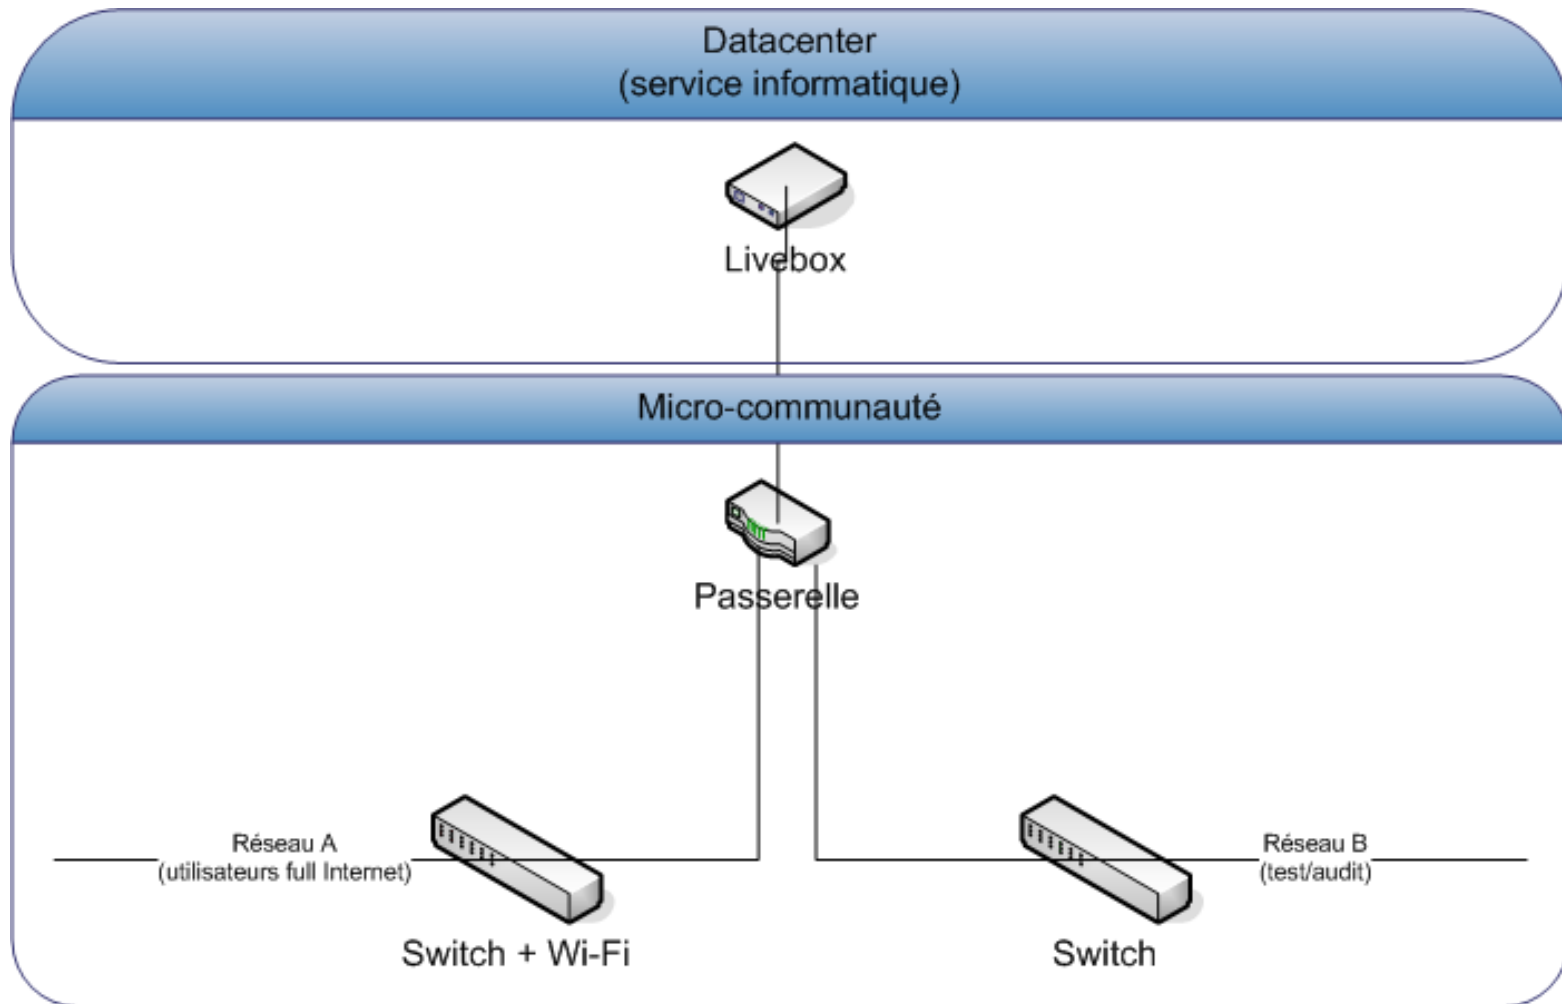 Datacenter
(service informatique)
Livebox
Micro-communauté
Passerelle
Réseau A
(utilisateurs full Internet)
Réseau B
(test/audit)
Switch + Wi-Fi
Switch